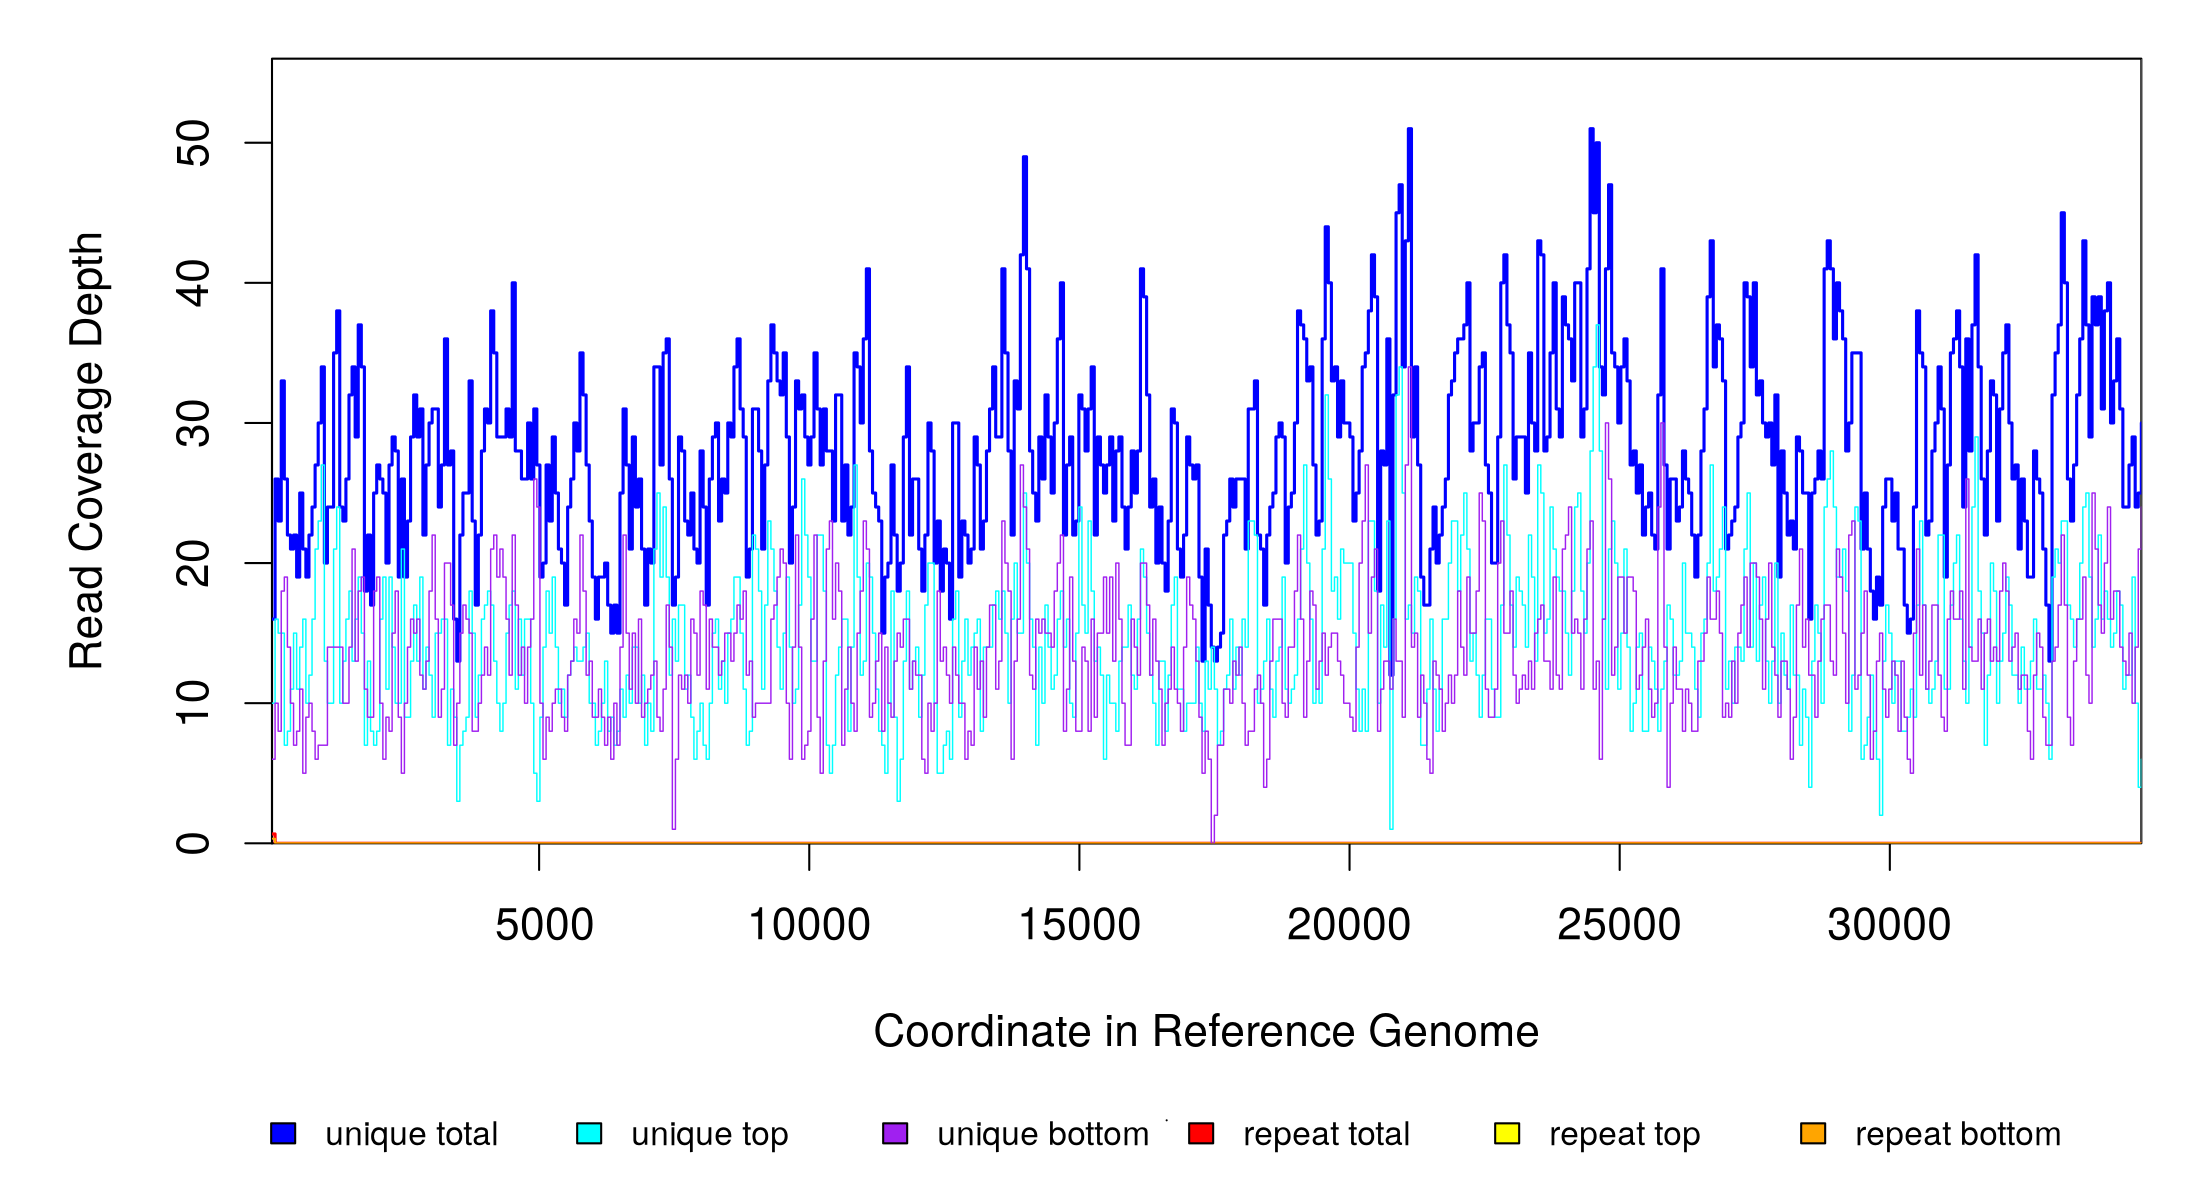 Read Coverage Depth
50
40
30
20
10
0
5000 10000 15000 20000 25000 30000
Coordinate in Reference Genome
unique total unique top unique bottom repeat total repeat top repeat bottom